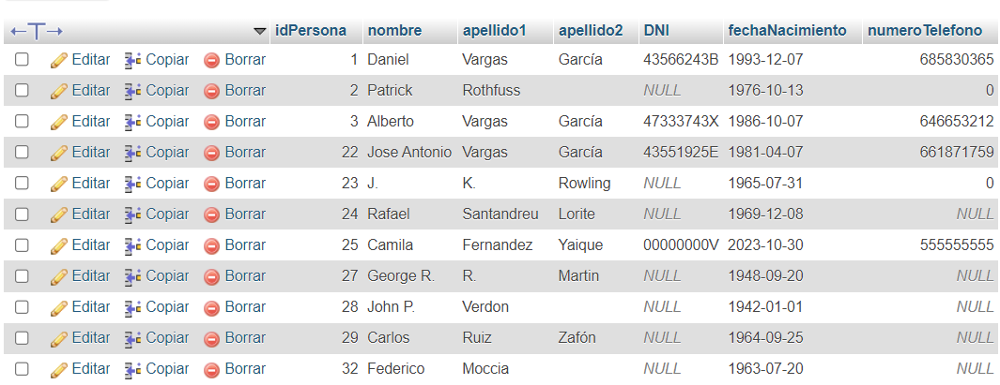 idPersona nombre apellido1 apellido2 DNI fechaNacimiento numeroTelefono
Editar Copiar Borrar 1 Daniel Vargas García 43566243B 1993-12-07 685830365
Editar Copiar Borrar 2 Patrick Rothfuss NULL 1976-10-13 0
Editar Copiar Borrar 3 Alberto Vargas García 47333743X 1986-10-07 646653212
Editar Copiar Borrar 22 Jose Antonio Vargas García 43551925E 1981-04-07 661871759
Editar Copiar Borrar 23 J. K. Rowling NULL 1965-07-31 0
Editar Copiar Borrar 24 Rafael Santandreu Lorite NULL 1969-12-08 NULL
Editar Copiar Borrar 25 Camila Fernandez Yaique 00000000V 2023-10-30 555555555
Editar Copiar Borrar 27 George R. R. Martin NULL 1948-09-20 NULL
Editar Copiar Borrar 28 John P. Verdon NULL 1942-01-01 NULL
Editar Copiar Borrar 29 Carlos Ruiz Zafón NULL 1964-09-25 NULL
Editar Copiar Borrar 32 Federico Moccia NULL 1963-07-20 NULL